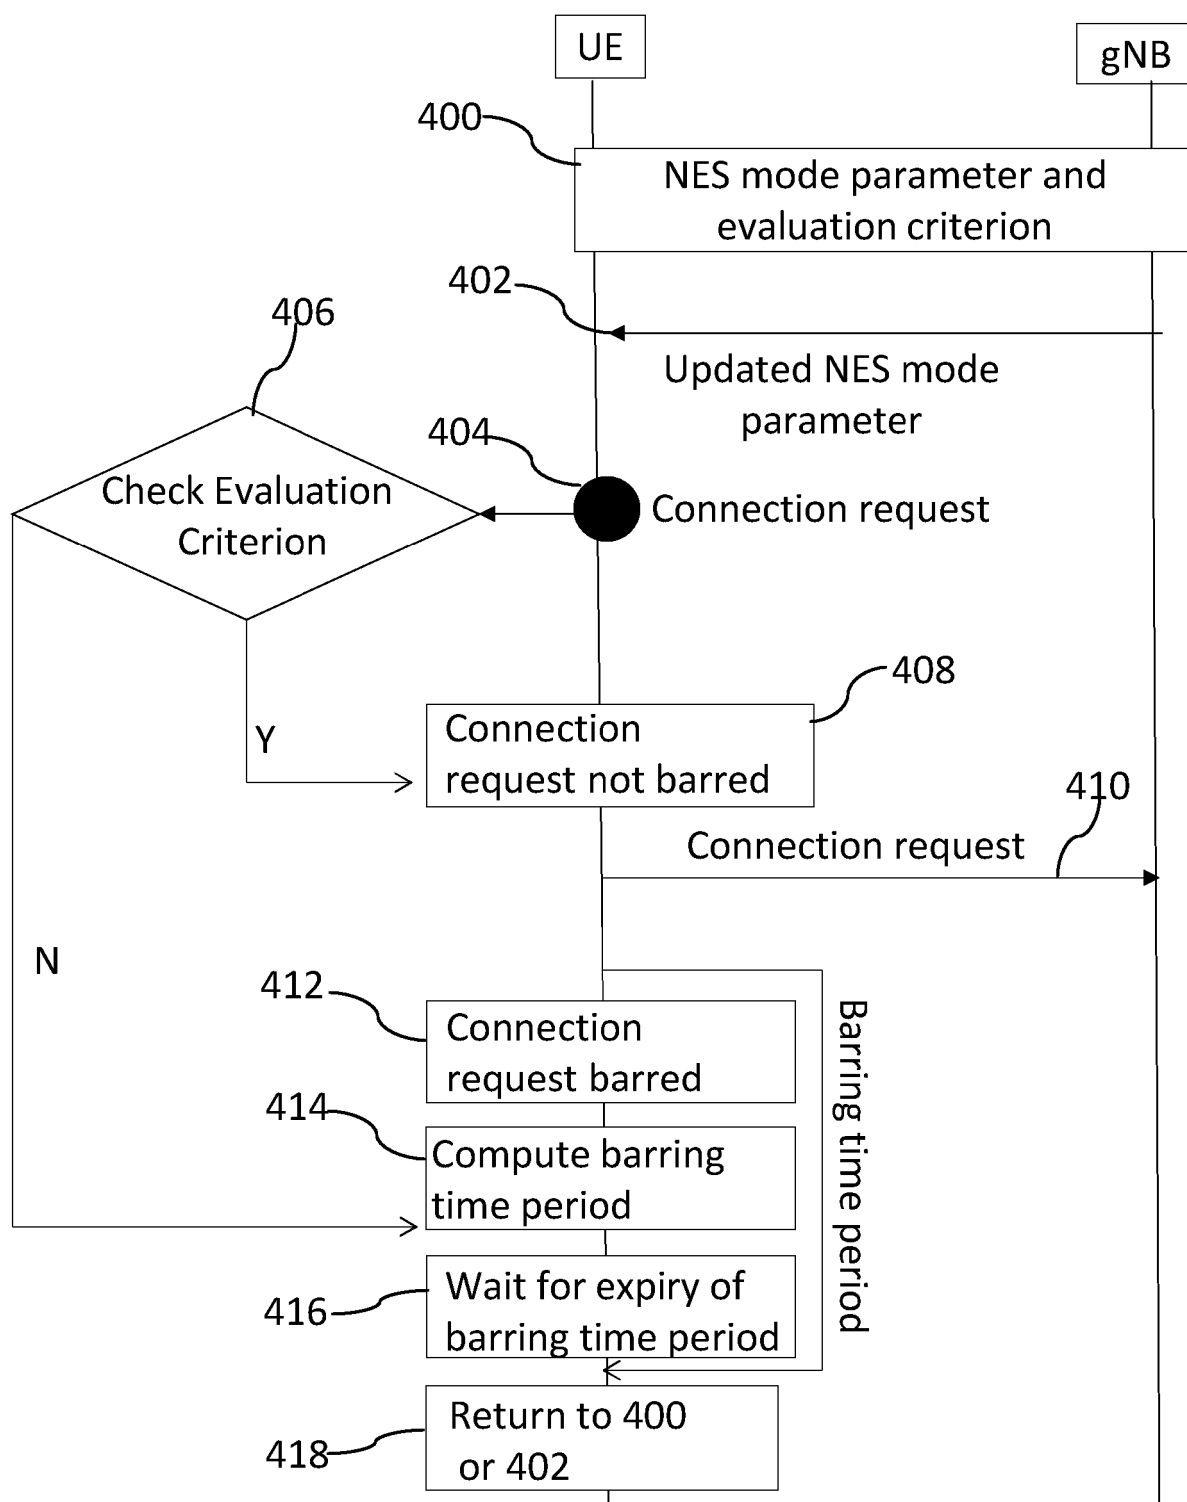 UE
gNB
400
NES mode parameter and
evaluation criterion
402
406
Updated NES mode
parameter
404
Check Evaluation
Criterion
Connection request
408
Connection
request not barred
Y
410
Connection request
N
412
Connection
request barred
Barring time period
414
Compute barring
time period
416
Wait for expiry of
barring time period
418
Return to 400
or 402